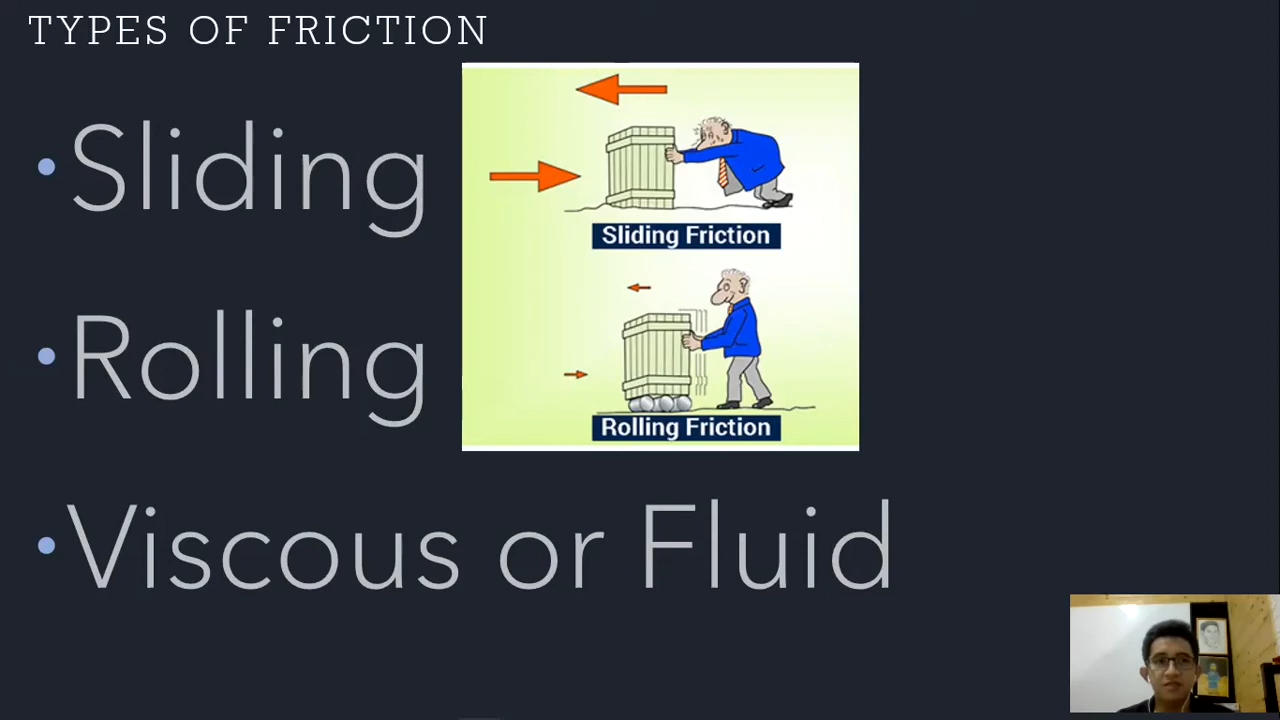 TYPES OF FRICTION
•Sliding
Sliding Friction
•Rolling
Rolling Friction
•Viscous or Fluid